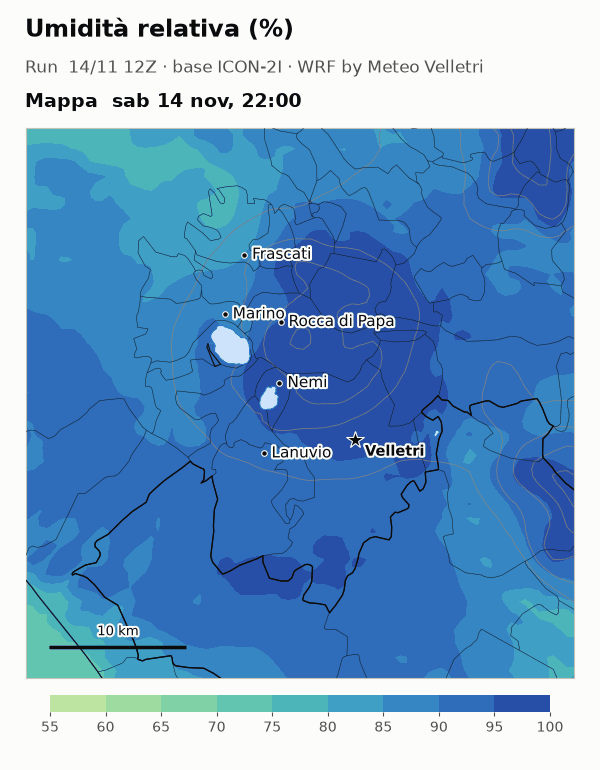 Umidità relativa (%)
Run  14/11 12Z · base ICON-2I · WRF by Meteo Velletri
Mappa  sab 14 nov, 22:00
Frascati
Marino
Rocca di Papa
Nemi
Lanuvio
Velletri
10 km
55 60 65 70 75 80 85 90 95 100